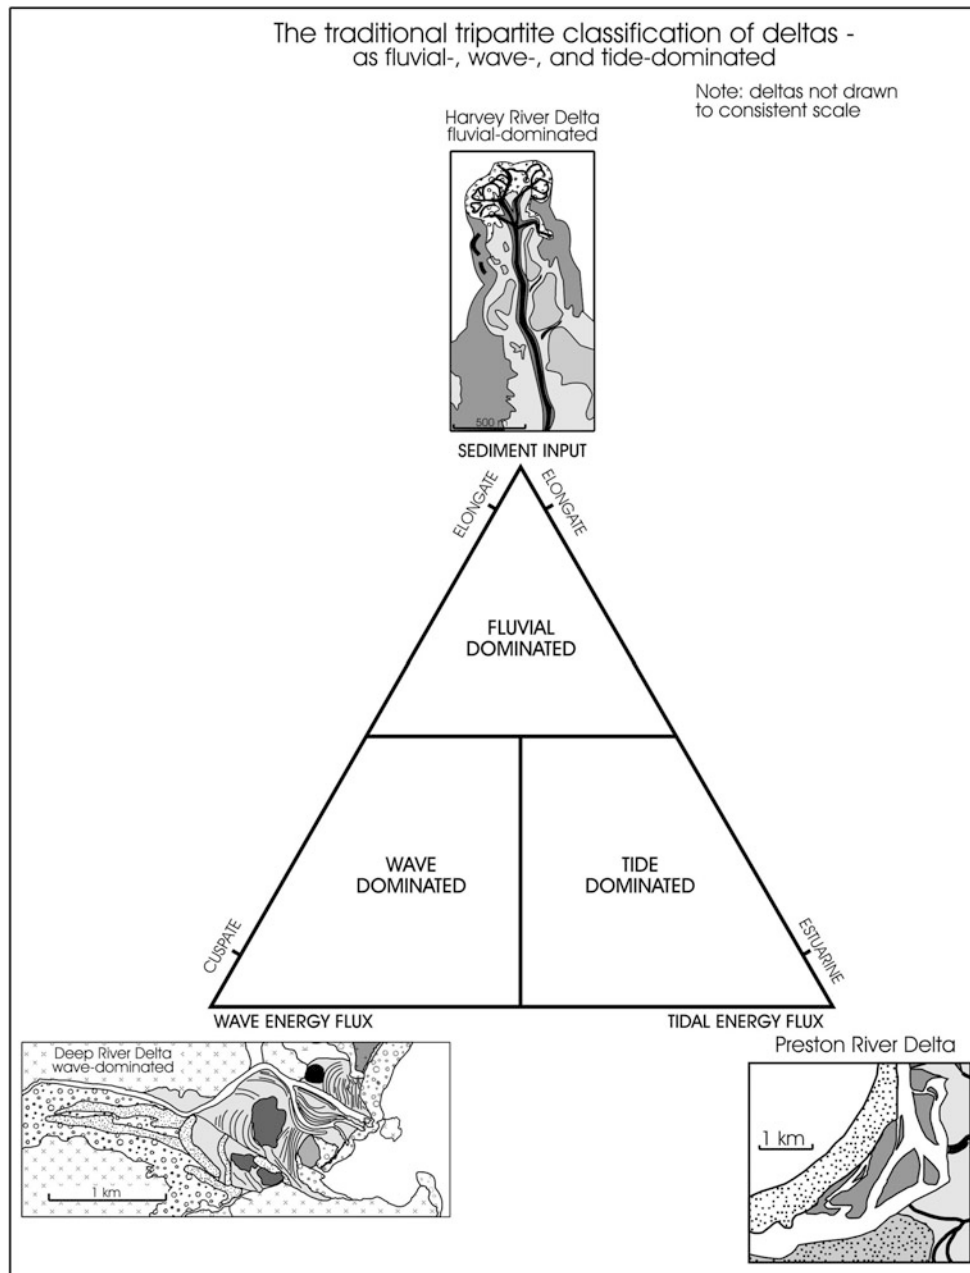 The traditional tripartite classification of deltas -
as fluvial-, wave-, and tide-dominated
Note: deltas not drawn
to consistent scale
Harvey River Delta
fluvial-dominated
500 m
SEDIMENT INPUT
ELONGATE
ELONGATE
FLUVIAL
DOMINATED
WAVE
DOMINATED
TIDE
DOMINATED
CUSPATE
ESTUARINE
WAVE ENERGY FLUX
TIDAL ENERGY FLUX
Deep River Delta
wave-dominated
1 km
Preston River Delta
1 km